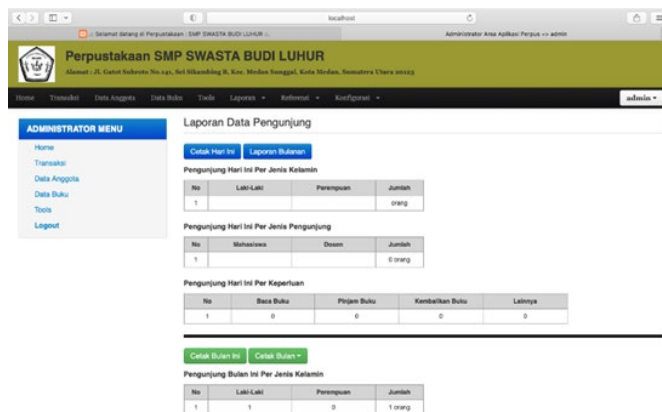 localhost
.: Selamat datang di Perpustakaan | SMP SWASTA BUDI LUHUR :.
Administrator Area Aplikasi Perpus => admin
Perpustakaan SMP SWASTA BUDI LUHUR
Alamat : Jl. Gatot Subroto No.141, Sei Sikambing B, Kec. Medan Sunggal, Kota Medan, Sumatera Utara 20123
Home Transaksi Data Anggota Data Buku Tools Laporan Referensi Konfigurasi admin
ADMINISTRATOR MENU
Home
Transaksi
Data Anggota
Data Buku
Tools
Logout
Laporan Data Pengunjung
Cetak Hari Ini Laporan Bulanan
Pengunjung Hari Ini Per Jenis Kelamin
No Laki-Laki Perempuan Jumlah
1 orang
Pengunjung Hari Ini Per Jenis Pengunjung
No Mahasiswa Dosen Jumlah
1 0 orang
Pengunjung Hari Ini Per Keperluan
No Baca Buku Pinjam Buku Kembalikan Buku Lainnya
1 0 0 0 0
Cetak Bulan Ini Cetak Bulan
Pengunjung Bulan Ini Per Jenis Kelamin
No Laki-Laki Perempuan Jumlah
1 1 0 1 orang